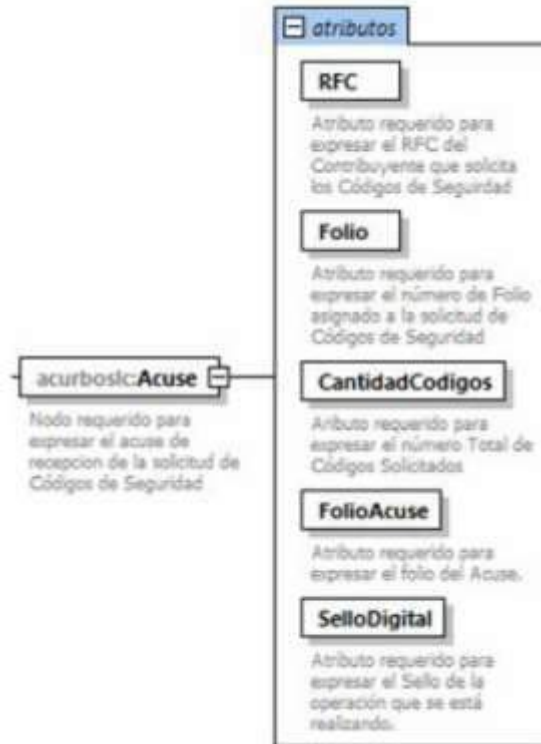 atributos
RFC
Atributo requerido para
expresar el RFC del
Contribuyente que solicita
los Códigos de Seguirdad
Folio
Atributo requerido para
expresar el número de Folio
asignado a la solicitud de
Códigos de Seguridad
acurboslc:Acuse
Nodo requerido para
expresar el acuse de
recepcion de la solicitud de
Códigos de Seguridad
CantidadCodigos
Aributo requerido para
expresar el número Total de
Códigos Solicitados
FolioAcuse
Atributo requerido para
expresar el folio del Acuse.
SelloDigital
Atributo requerido para
expresar el Sello de la
operación que se está
realizando.